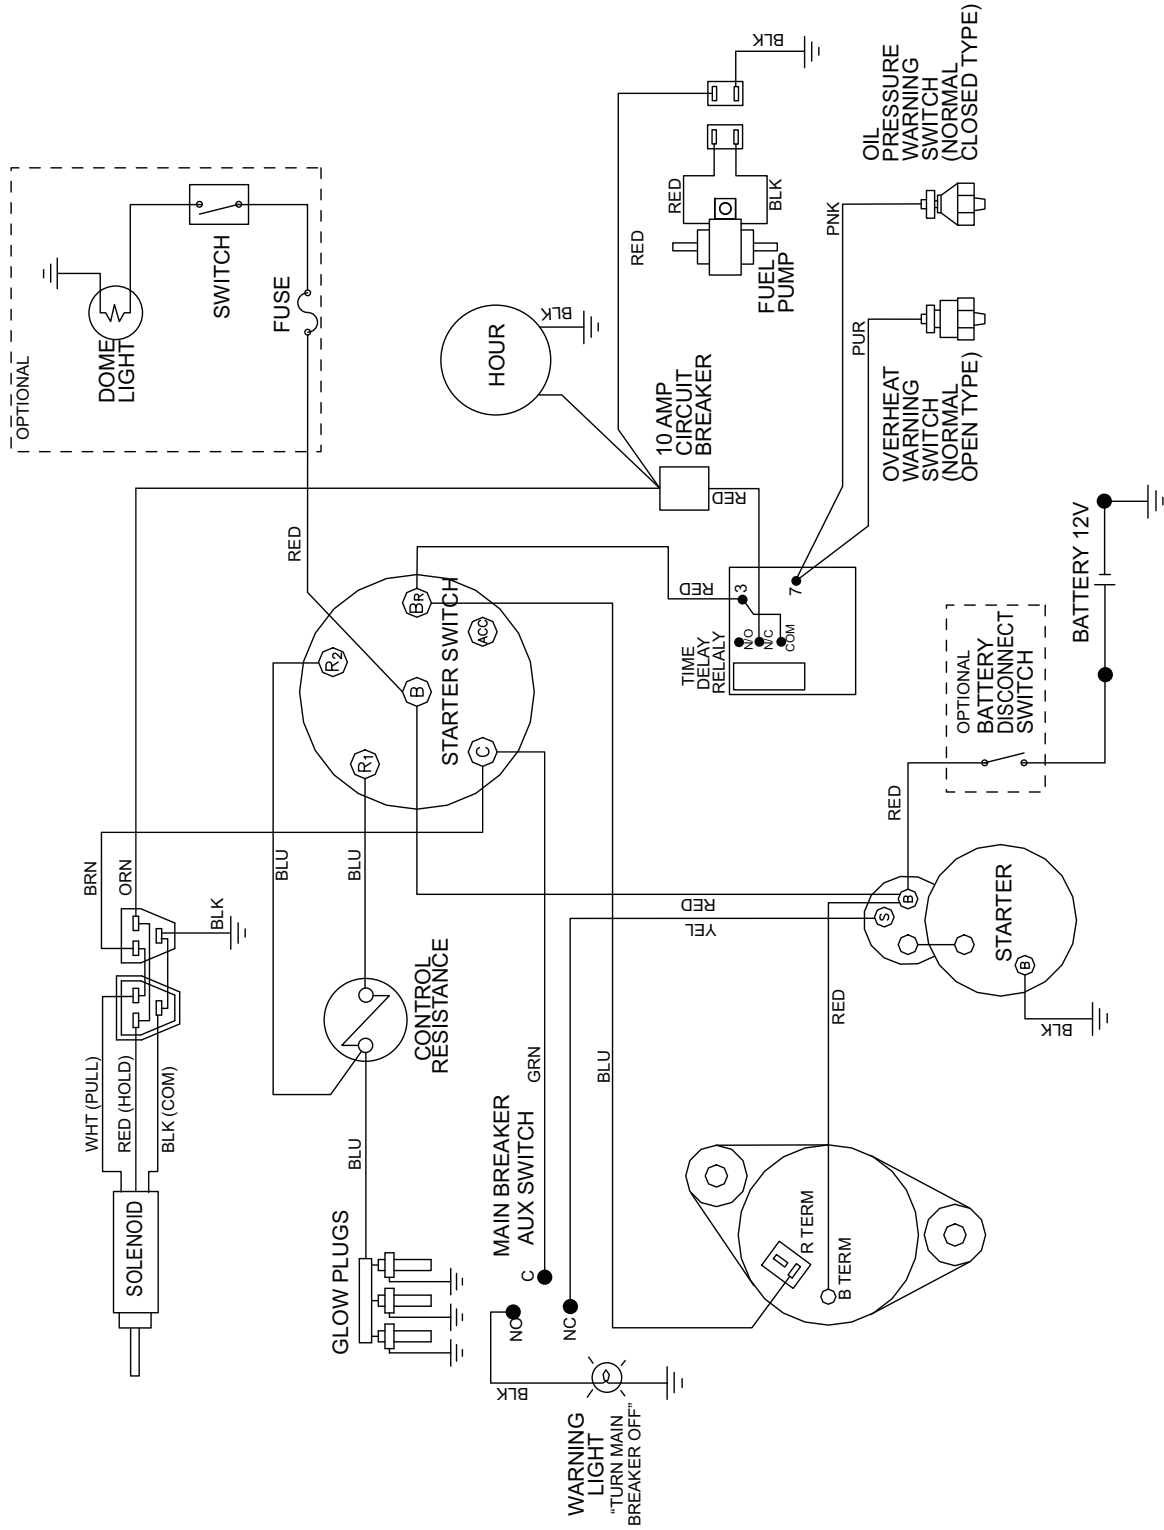 OPTIONAL
DOME
LIGHT
SWITCH
FUSE
RED
BLK
HOUR
BLK
RED
RED
BLK
FUEL
PUMP
10 AMP
CIRCUIT
BREAKER
RED
OIL
PRESSURE
WARNING
SWITCH
(NORMAL
CLOSED TYPE)
PNK
PUR
OVERHEAT
WARNING
SWITCH
(NORMAL
OPEN TYPE)
STARTER SWITCH
R1
R2
B
BR
ACC
C
RED
TIME
DELAY
RELALY
N/O
N/C
COM
3
7
OPTIONAL
BATTERY
DISCONNECT
SWITCH
BATTERY 12V
RED
BRN
ORN
BLK
BLU
BLU
RED
YEL
S
B
B
STARTER
BLK
RED
CONTROL
RESISTANCE
WHT (PULL)
RED (HOLD)
BLK (COM)
SOLENOID
BLU
GLOW PLUGS
GRN
BLU
MAIN BREAKER
AUX SWITCH
C
NO
NC
BLK
WARNING
LIGHT
"TURN MAIN
BREAKER OFF"
R TERM
B TERM